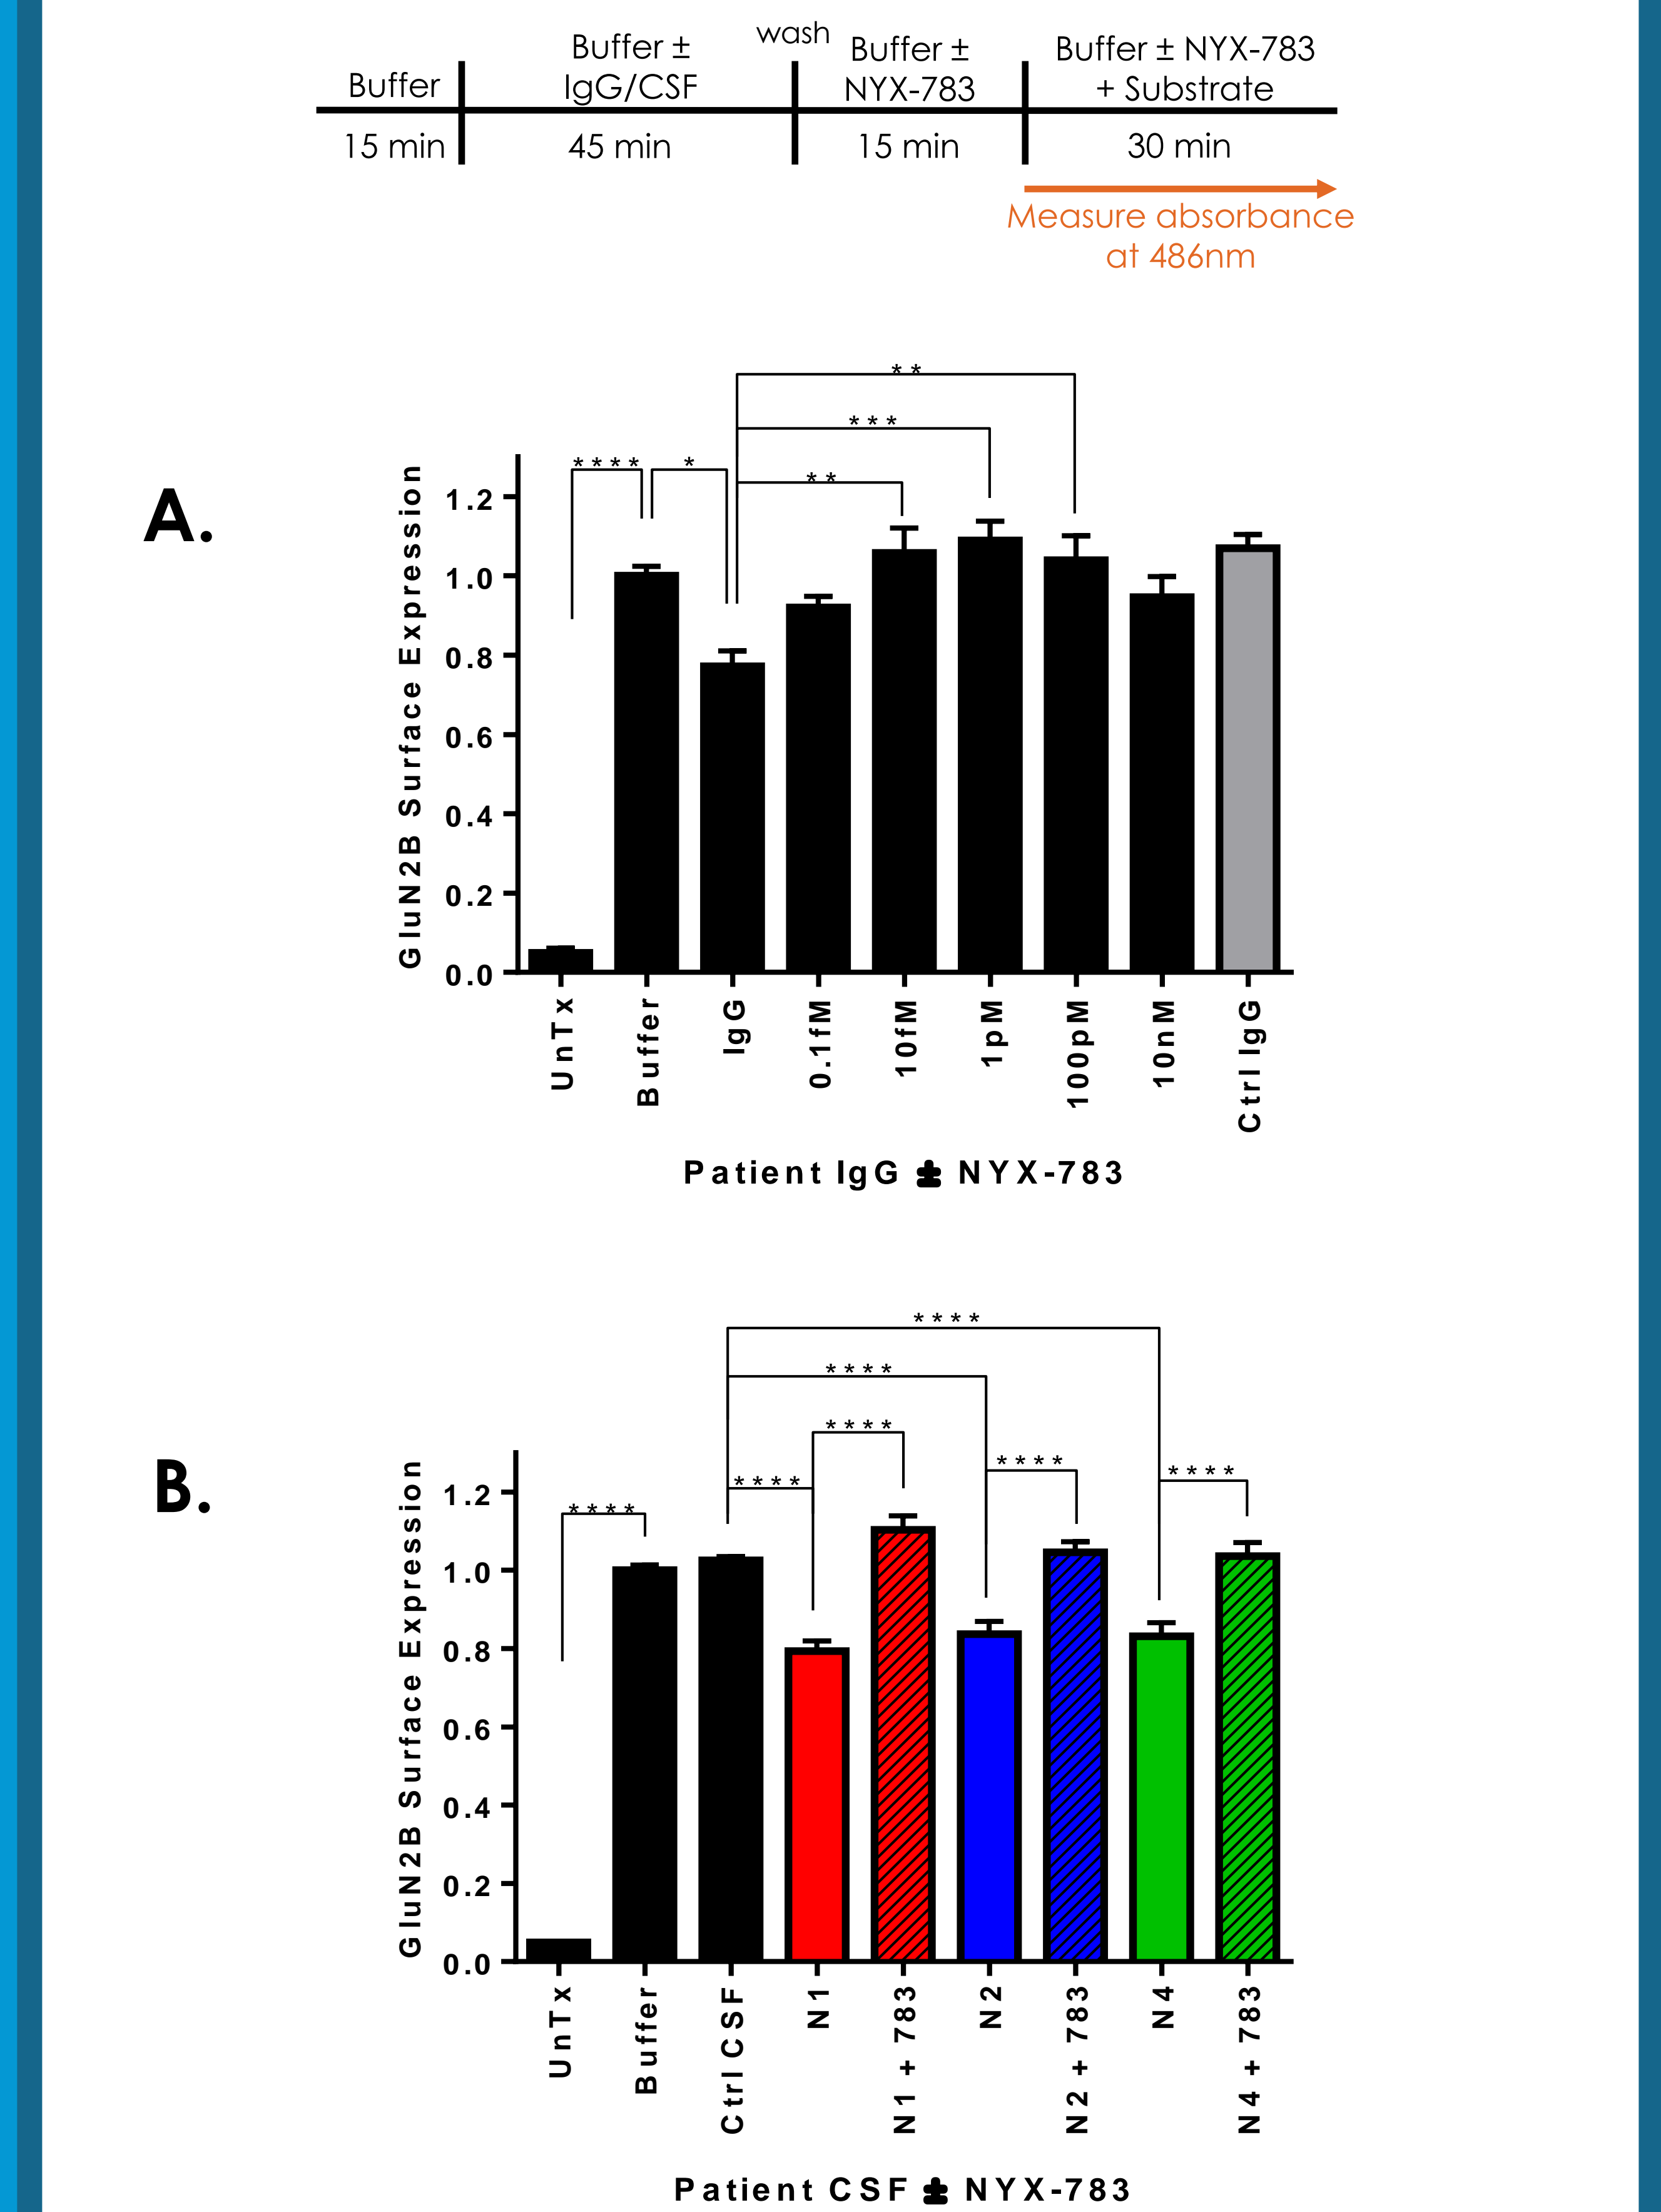 wash
Buffer
Buffer ±
IgG/CSF
Buffer ±
NYX-783
Buffer ± NYX-783
+ Substrate
15 min
45 min
15 min
30 min
Measure absorbance
at 486nm
A.
GluN2B Surface Expression
**
***
****
*
**
1.2
1.0
0.8
0.6
0.4
0.2
0.0
UnTx
Buffer
IgG
0.1fM
10fM
1pM
100pM
10nM
Ctrl IgG
Patient IgG ± NYX-783
B.
GluN2B Surface Expression
****
****
****
****
****
****
****
****
1.2
1.0
0.8
0.6
0.4
0.2
0.0
UnTx
Buffer
Ctrl CSF
N1
N1 + 783
N2
N2 + 783
N4
N4 + 783
Patient CSF ± NYX-783